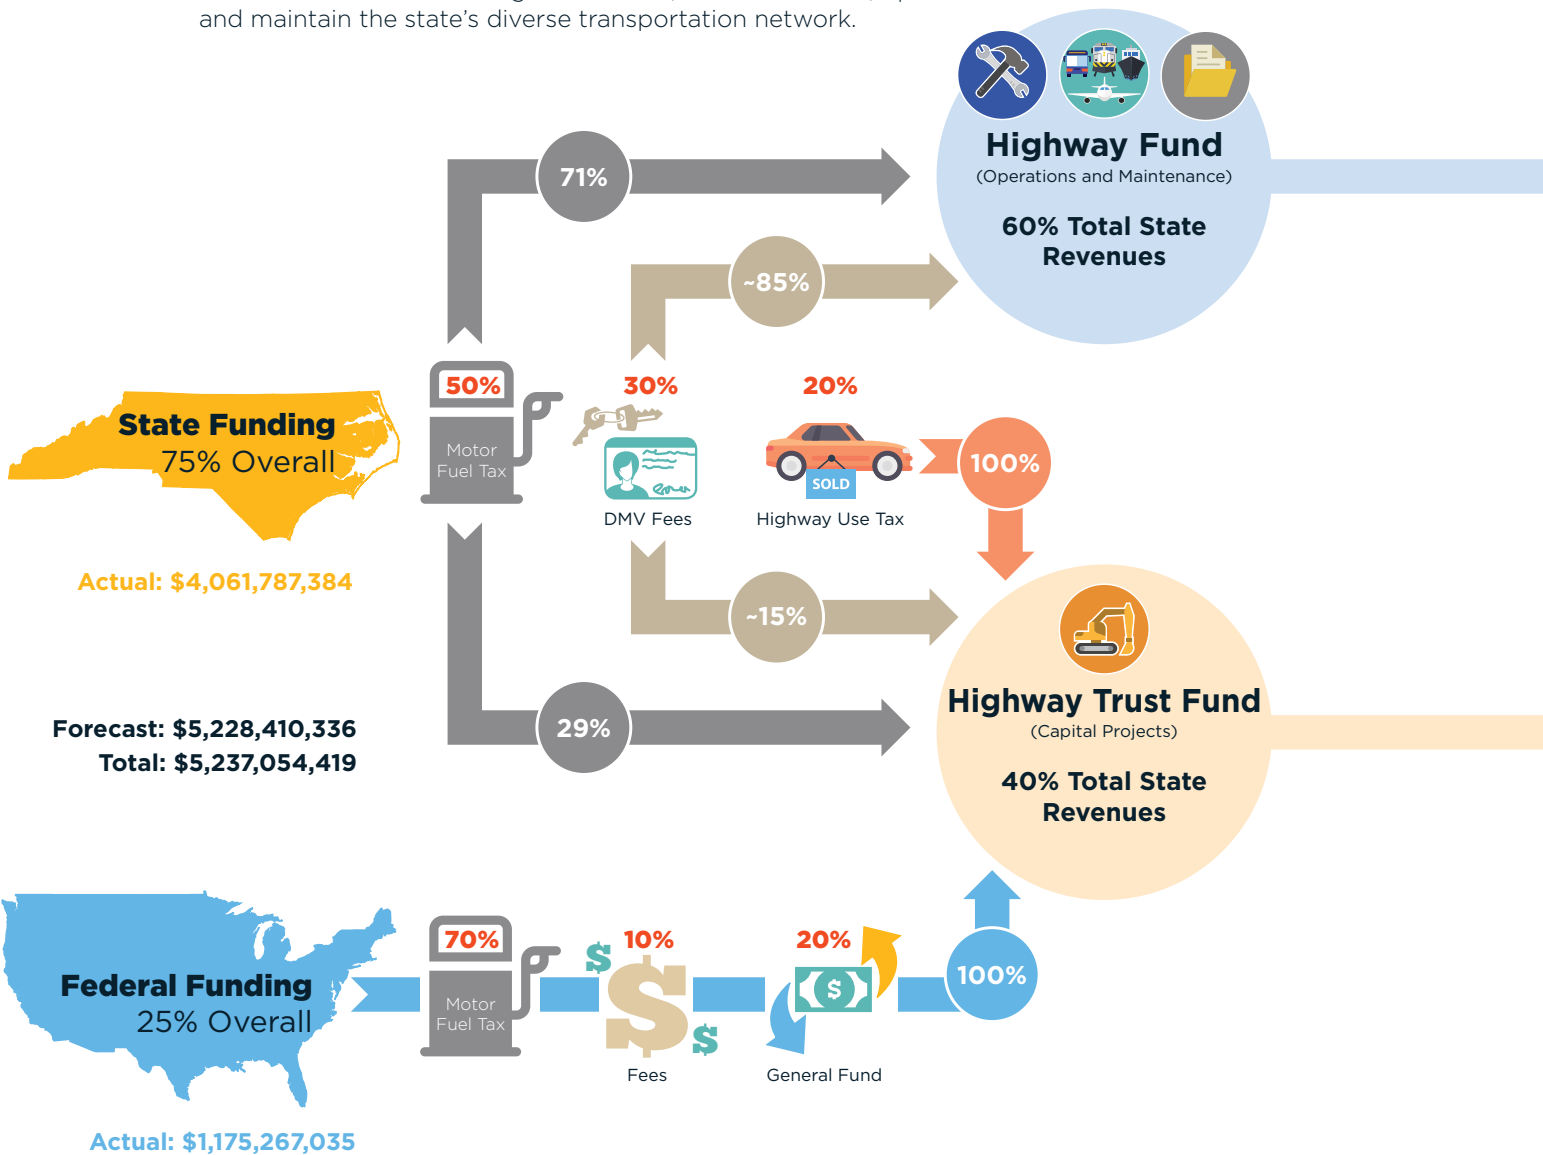 and maintain the state’s diverse transportation network.
Highway Fund
(Operations and Maintenance)
60% Total State
Revenues
71%
~85%
State Funding
75% Overall
50%
Motor
Fuel Tax
30%
DMV Fees
20%
SOLD
Highway Use Tax
100%
Actual: $4,061,787,384
~15%
29%
Forecast: $5,228,410,336
Total: $5,237,054,419
Highway Trust Fund
(Capital Projects)
40% Total State
Revenues
Federal Funding
25% Overall
70%
Motor
Fuel Tax
$
10%
$
$
Fees
20%
$
General Fund
100%
Actual: $1,175,267,035